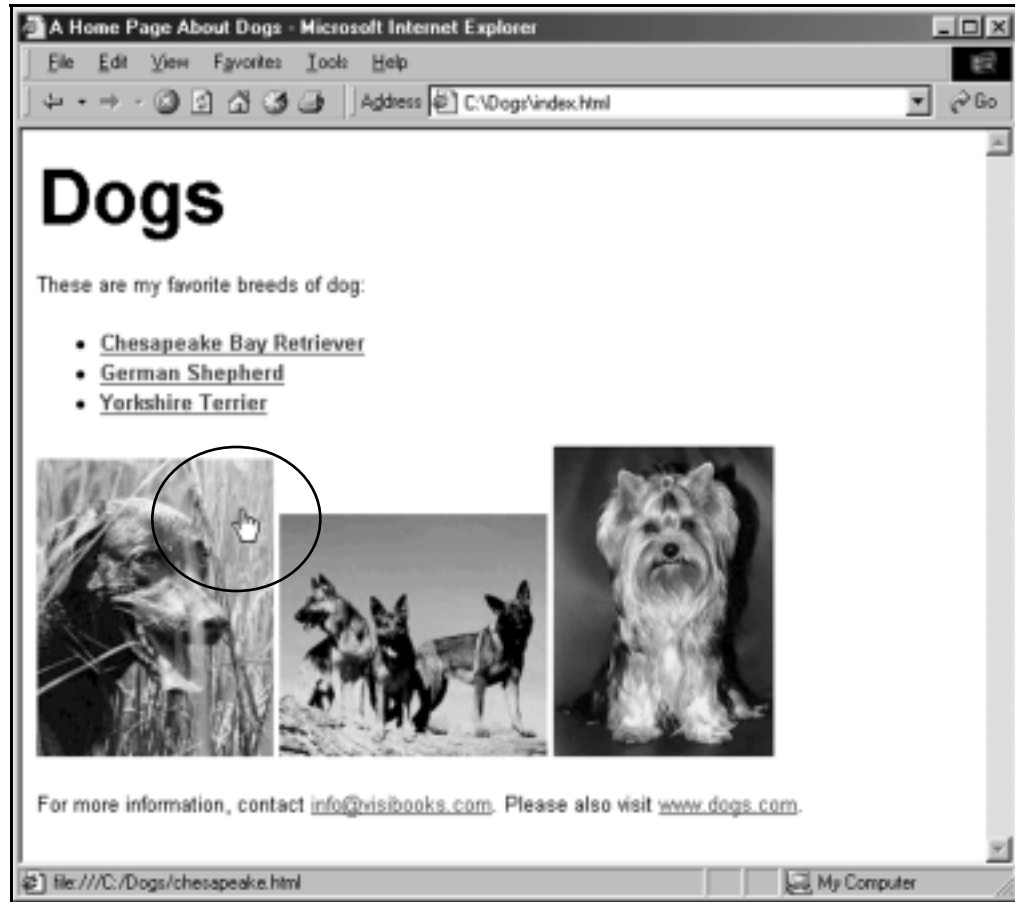 A Home Page About Dogs - Microsoft Internet Explorer
File Edit View Favorites Tools Help
Address C:\Dogs\index.html Go
Dogs
These are my favorite breeds of dog:
• Chesapeake Bay Retriever
• German Shepherd
• Yorkshire Terrier
For more information, contact info@visibooks.com. Please also visit www.dogs.com.
file:///C:/Dogs/chesapeake.html My Computer